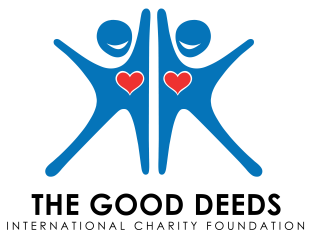 THE GOOD DEEDS
INTERNATIONAL CHARITY FOUNDATION